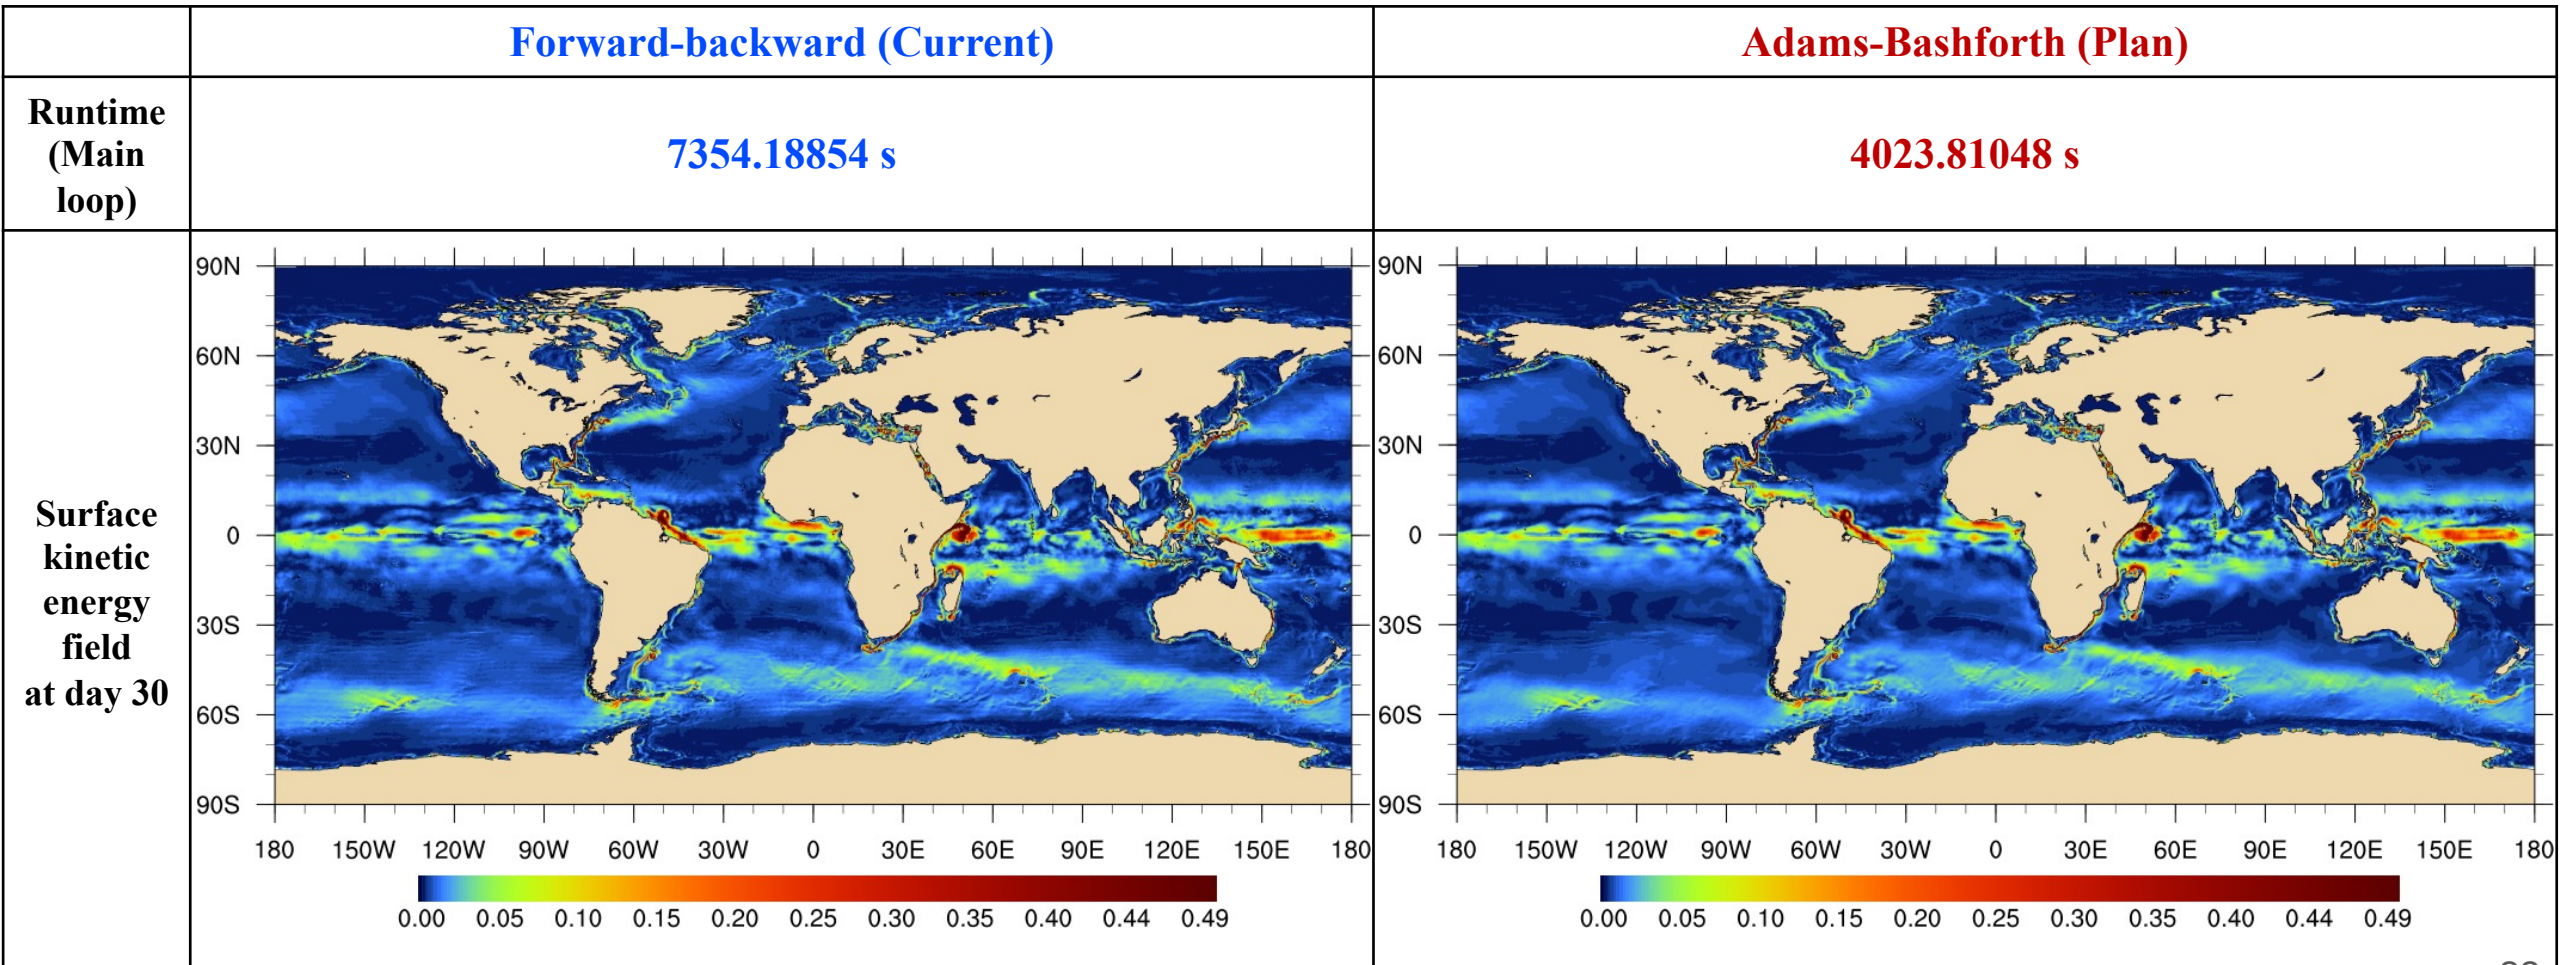 Forward-backward (Current)
Adams-Bashforth (Plan)
Runtime
(Main
loop)
7354.18854 s
4023.81048 s
Surface
kinetic
energy
field
at day 30
90N
60N
30N
0
30S
60S
90S
180 150W 120W 90W 60W 30W 0 30E 60E 90E 120E 150E 180
0.00 0.05 0.10 0.15 0.20 0.25 0.30 0.35 0.40 0.44 0.49
90N
60N
30N
0
30S
60S
90S
180 150W 120W 90W 60W 30W 0 30E 60E 90E 120E 150E 180
0.00 0.05 0.10 0.15 0.20 0.25 0.30 0.35 0.40 0.44 0.49